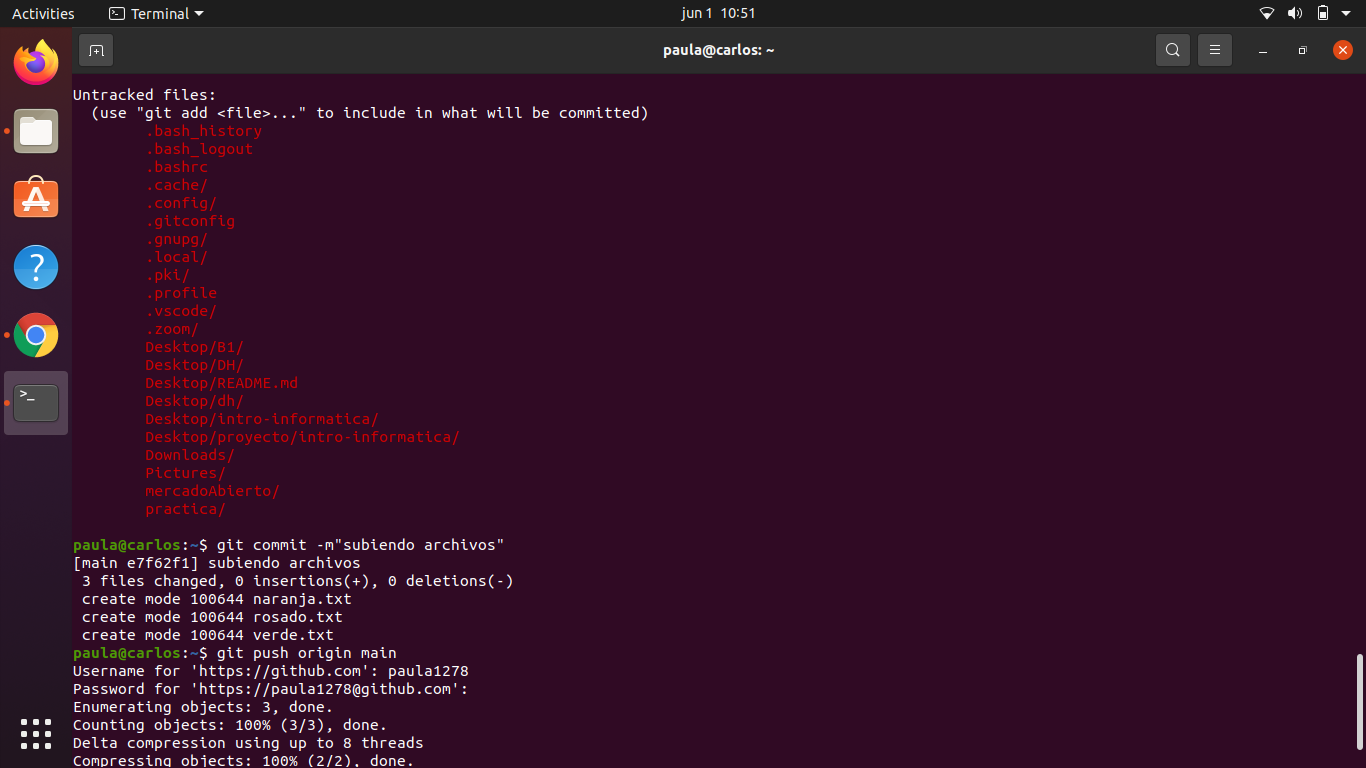 Activities
Terminal
jun 1 10:51
paula@carlos: ~
Untracked files:
(use "git add <file>..." to include in what will be committed)
.bash_history
.bash_logout
.bashrc
.cache/
.config/
.gitconfig
.gnupg/
.local/
.pki/
.profile
.vscode/
.zoom/
Desktop/B1/
Desktop/DH/
Desktop/README.md
Desktop/dh/
Desktop/intro-informatica/
Desktop/proyecto/intro-informatica/
Downloads/
Pictures/
mercadoAbierto/
practica/
paula@carlos:~$ git commit -m"subiendo archivos"
[main e7f62f1] subiendo archivos
3 files changed, 0 insertions(+), 0 deletions(-)
create mode 100644 naranja.txt
create mode 100644 rosado.txt
create mode 100644 verde.txt
paula@carlos:~$ git push origin main
Username for 'https://github.com': paula1278
Password for 'https://paula1278@github.com':
Enumerating objects: 3, done.
Counting objects: 100% (3/3), done.
Delta compression using up to 8 threads
Compressing objects: 100% (2/2), done.